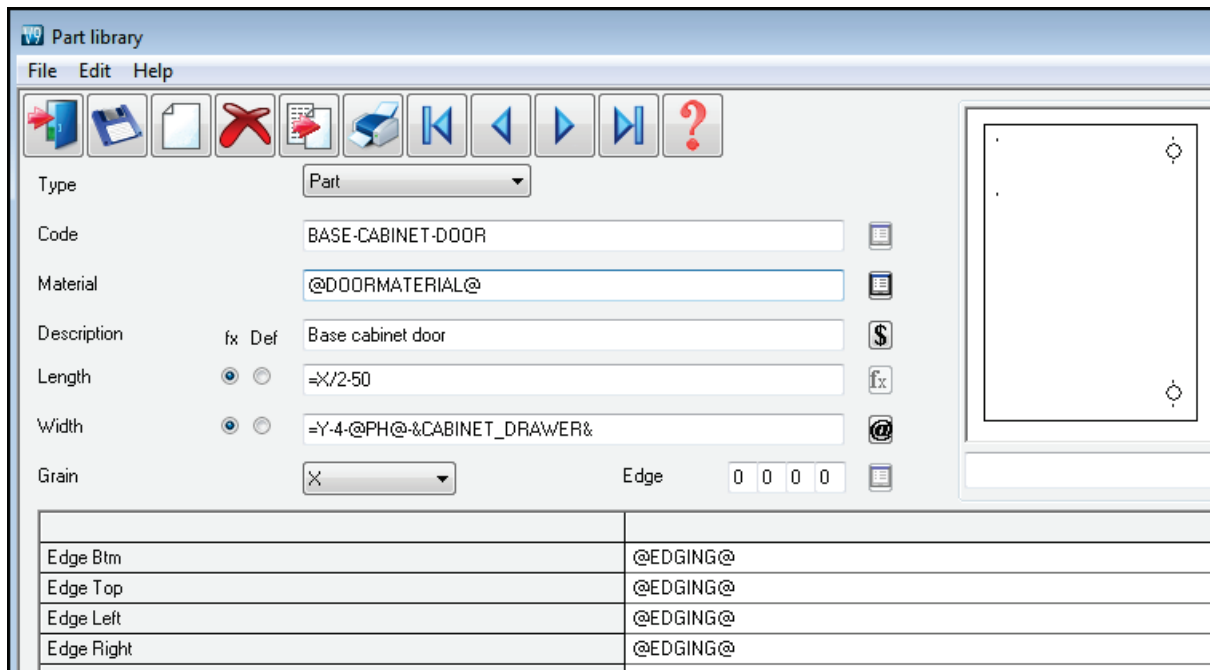 V9 Part library
File Edit Help
?
Type Part
Code BASE-CABINET-DOOR
Material @DOORMATERIAL@
Description fx Def Base cabinet door $
Length =X/2-50 fx
Width =Y-4-@PH@-&CABINET_DRAWER& @
Grain X Edge 0 0 0 0
Edge Btm @EDGING@
Edge Top @EDGING@
Edge Left @EDGING@
Edge Right @EDGING@